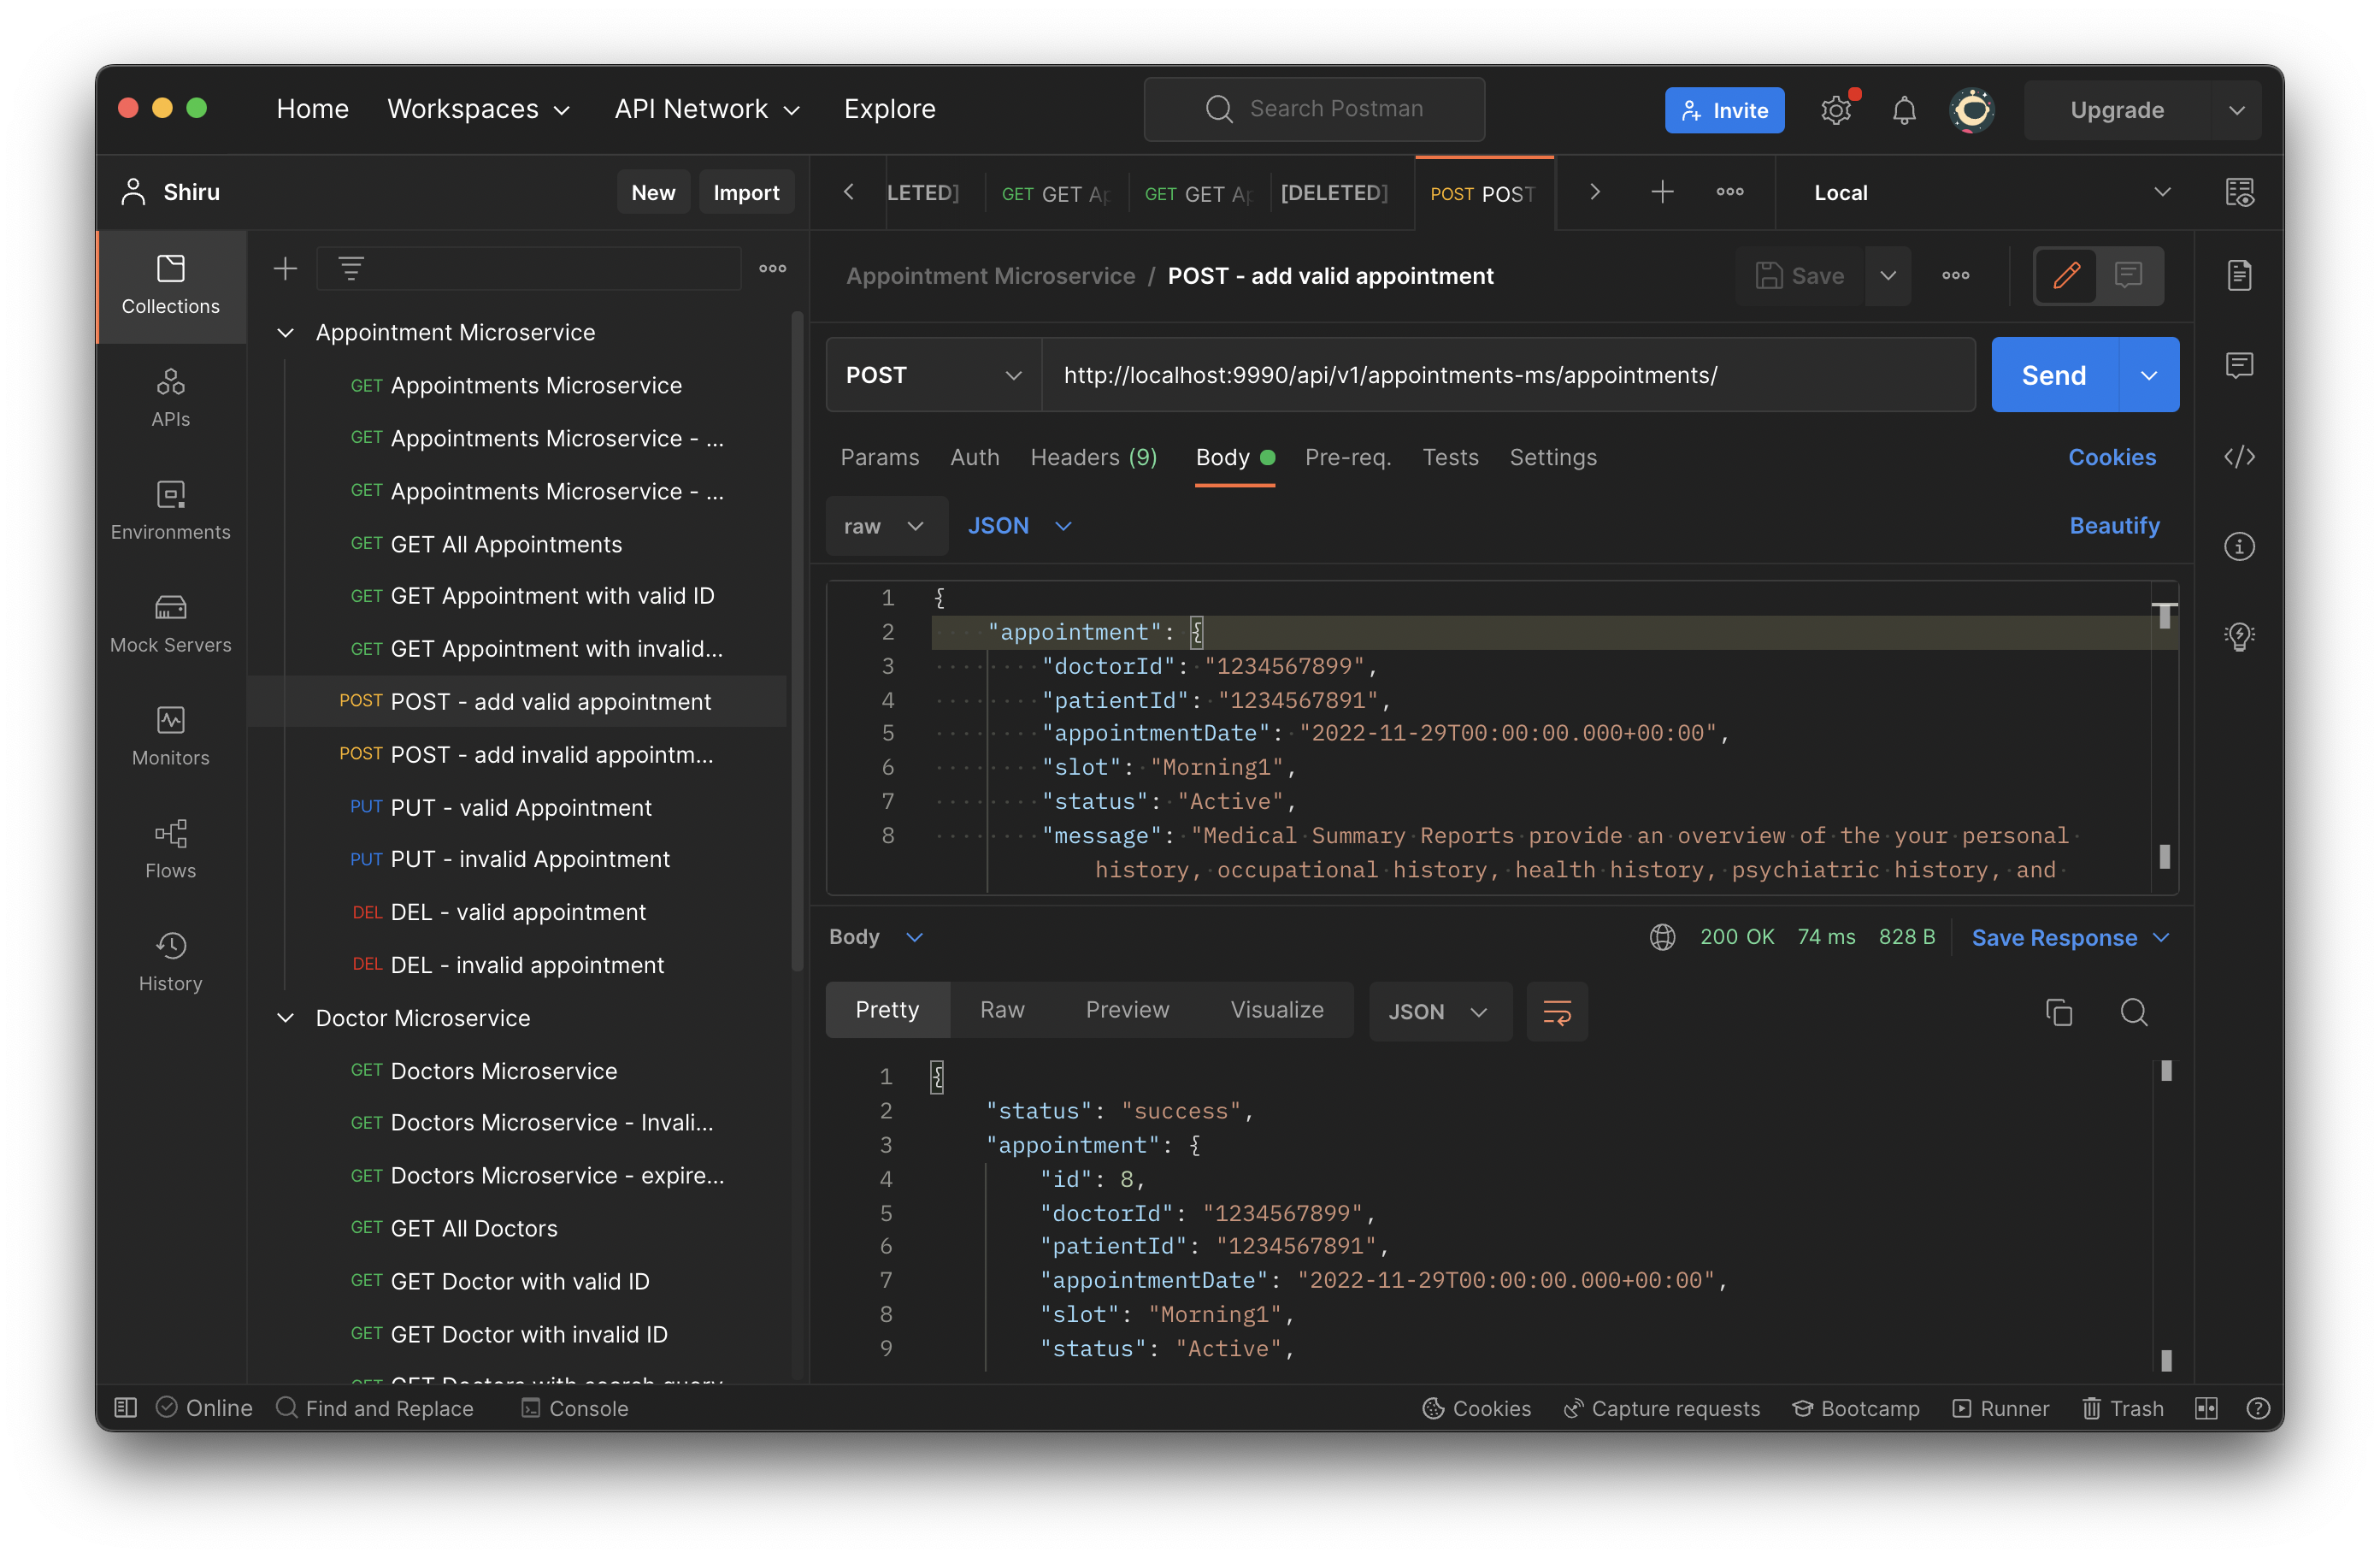 Home Workspaces API Network Explore Search Postman Invite Upgrade
Shiru New Import
LETED] GET GET Ap GET GET Ap [DELETED] POST POST Local
Collections
APIs
Environments
Mock Servers
Monitors
Flows
History
Appointment Microservice
GET Appointments Microservice
GET Appointments Microservice - ...
GET Appointments Microservice - ...
GET GET All Appointments
GET GET Appointment with valid ID
GET GET Appointment with invalid...
POST POST - add valid appointment
POST POST - add invalid appointm...
PUT PUT - valid Appointment
PUT PUT - invalid Appointment
DEL DEL - valid appointment
DEL DEL - invalid appointment
Doctor Microservice
GET Doctors Microservice
GET Doctors Microservice - Invali...
GET Doctors Microservice - expire...
GET GET All Doctors
GET GET Doctor with valid ID
GET GET Doctor with invalid ID
GET GET Doctors with search query
Appointment Microservice / POST - add valid appointment Save
POST http://localhost:9990/api/v1/appointments-ms/appointments/ Send
Params Auth Headers (9) Body Pre-req. Tests Settings Cookies
raw JSON Beautify
1 {
2 "appointment": {
3 "doctorId": "1234567899",
4 "patientId": "1234567891",
5 "appointmentDate": "2022-11-29T00:00:00.000+00:00",
6 "slot": "Morning1",
7 "status": "Active",
8 "message": "Medical Summary Reports provide an overview of the your personal
history, occupational history, health history, psychiatric history, and
Body 200 OK 74 ms 828 B Save Response
Pretty Raw Preview Visualize JSON
1 {
2 "status": "success",
3 "appointment": {
4 "id": 8,
5 "doctorId": "1234567899",
6 "patientId": "1234567891",
7 "appointmentDate": "2022-11-29T00:00:00.000+00:00",
8 "slot": "Morning1",
9 "status": "Active",
Online Find and Replace Console Cookies Capture requests Bootcamp Runner Trash